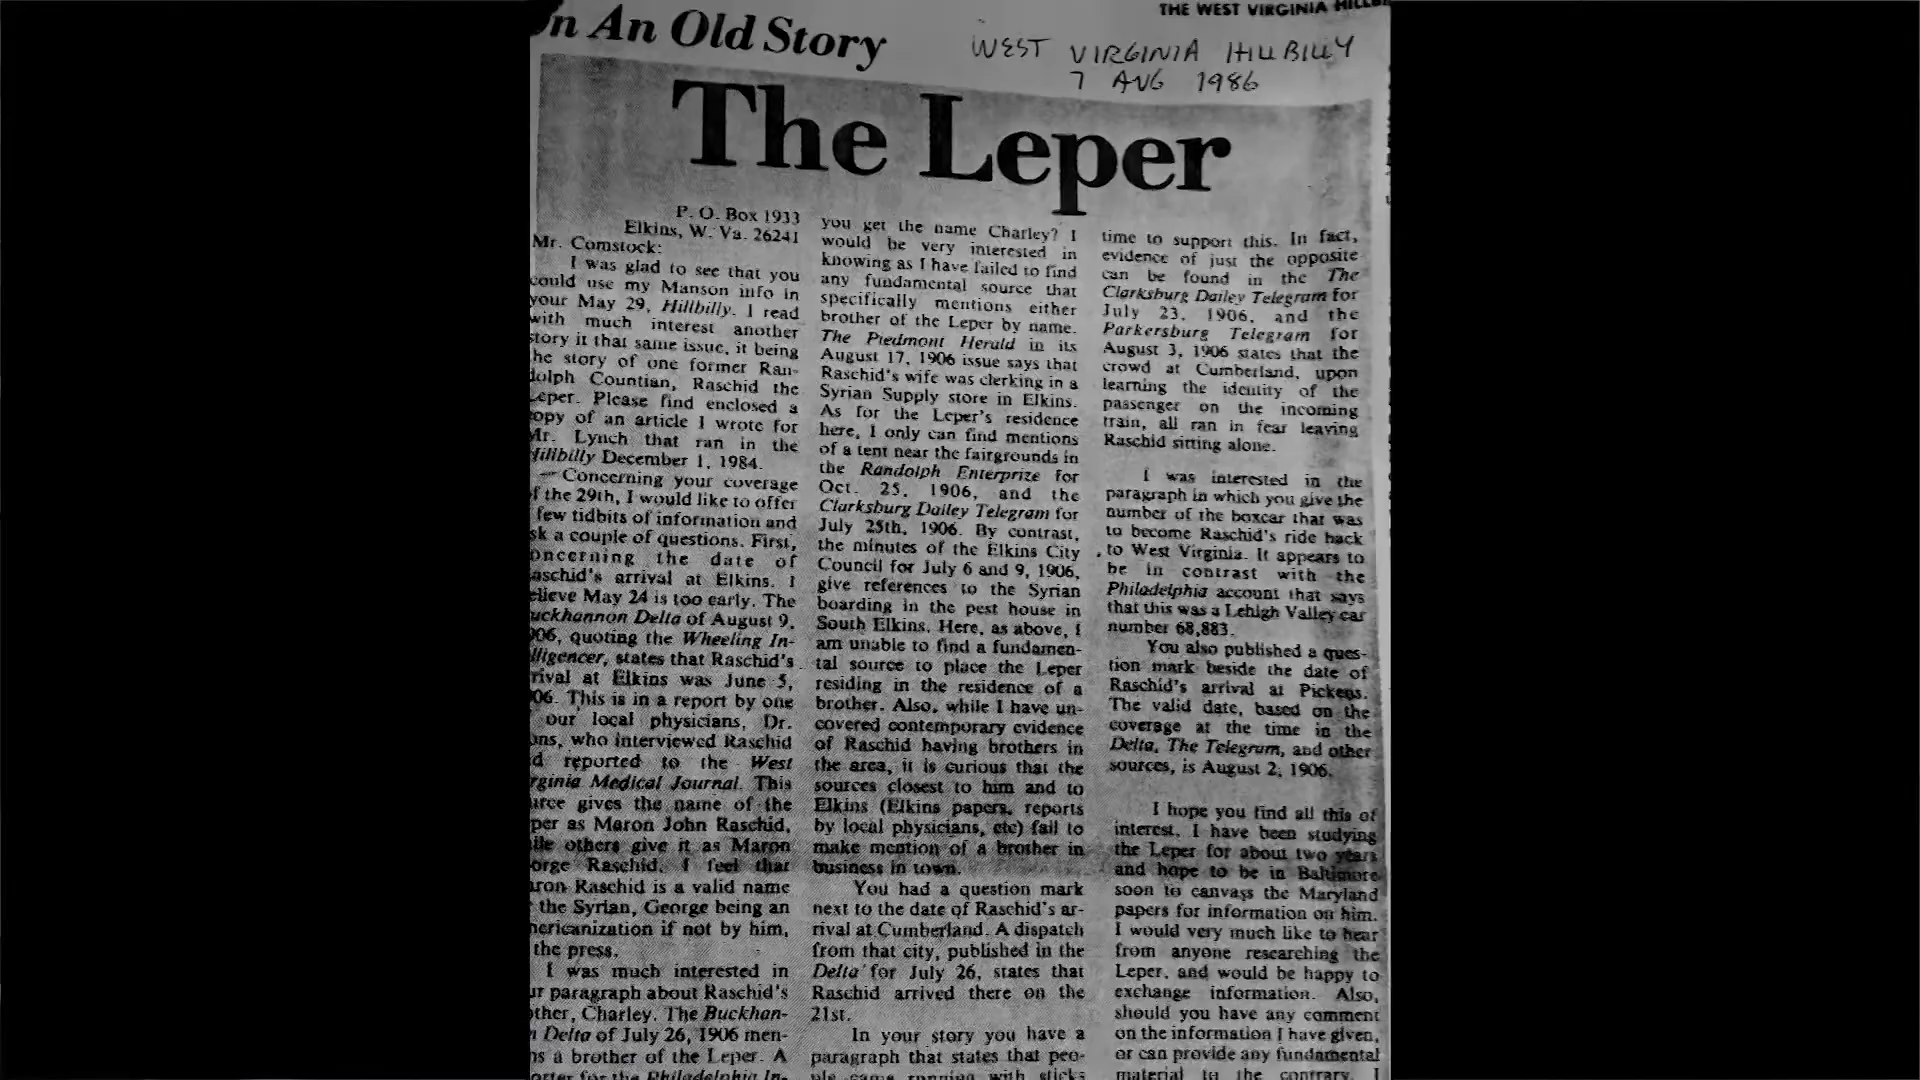 n An Old Story
THE WEST VIRGINIA
WEST VIRGINIA HILLBILLY
7 AUG 1986
The Leper
P. O. Box 1933
Elkins, W. Va. 26241
Mr. Comstock:
I was glad to see that you
could use my Manson info in
your May 29, Hillbilly. I read
with much interest another
story it that same issue, it being
he story of one former Ran-
dolph Countian, Raschid the
Leper. Please find enclosed a
opy of an article I wrote for
Mr. Lynch that ran in the
Hillbilly December 1, 1984.
Concerning your coverage
f the 29th, I would like to offer
few tidbits of information and
sk a couple of questions. First,
oncerning the date of
aschid's arrival at Elkins. I
elieve May 24 is too early. The
uckhannon Delta of August 9,
906, quoting the Wheeling In-
lligencer, states that Raschid's
rival at Elkins was June 5,
06. This is in a report by one
our local physicians, Dr.
ons, who interviewed Raschid
d reported to the West
rginia Medical Journal. This
urce gives the name of the
per as Maron John Raschid,
ile others give it as Maron
orge Raschid. I feel that
aron Raschid is a valid name
the Syrian, George being an
mericanization if not by him,
the press.
I was much interested in
ur paragraph about Raschid's
other, Charley. The Buckhan-
n Delta of July 26, 1906 men-
ns a brother of the Leper. A
orter for the Philadelphia In-
you get the name Charley? I
would be very interested in
knowing as I have failed to find
any fundamental source that
specifically mentions either
brother of the Leper by name.
The Piedmont Herald in its
August 17, 1906 issue says that
Raschid's wife was clerking in a
Syrian Supply store in Elkins.
As for the Leper's residence
here, I only can find mentions
of a tent near the fairgrounds in
the Randolph Enterprize for
Oct. 25, 1906, and the
Clarksburg Dailey Telegram for
July 25th, 1906. By contrast,
the minutes of the Elkins City
Council for July 6 and 9, 1906,
give references to the Syrian
boarding in the pest house in
South Elkins. Here, as above, I
am unable to find a fundamen-
tal source to place the Leper
residing in the residence of a
brother. Also, while I have un-
covered contemporary evidence
of Raschid having brothers in
the area, it is curious that the
sources closest to him and to
Elkins (Elkins papers, reports
by local physicians, etc) fail to
make mention of a brother in
business in town.
You had a question mark
next to the date of Raschid's ar-
rival at Cumberland. A dispatch
from that city, published in the
Delta for July 26, states that
Raschid arrived there on the
21st.
In your story you have a
paragraph that states that peo-
ple came running with sticks
time to support this. In fact,
evidence of just the opposite
can be found in the The
Clarksburg Dailey Telegram for
July 23, 1906, and the
Parkersburg Telegram for
August 3, 1906 states that the
crowd at Cumberland, upon
learning the identity of the
passenger on the incoming
train, all ran in fear leaving
Raschid sitting alone.
I was interested in the
paragraph in which you give the
number of the boxcar that was
to become Raschid's ride back
to West Virginia. It appears to
be in contrast with the
Philadelphia account that says
that this was a Lehigh Valley car
number 68,883.
You also published a ques-
tion mark beside the date of
Raschid's arrival at Pickens.
The valid date, based on the
coverage at the time in the
Delta, The Telegram, and other
sources, is August 2, 1906.
I hope you find all this of
interest. I have been studying
the Leper for about two years
and hope to be in Baltimore
soon to canvass the Maryland
papers for information on him.
I would very much like to hear
from anyone researching the
Leper, and would be happy to
exchange information. Also,
should you have any comment
on the information I have given,
or can provide any fundamental
material to the contrary, I